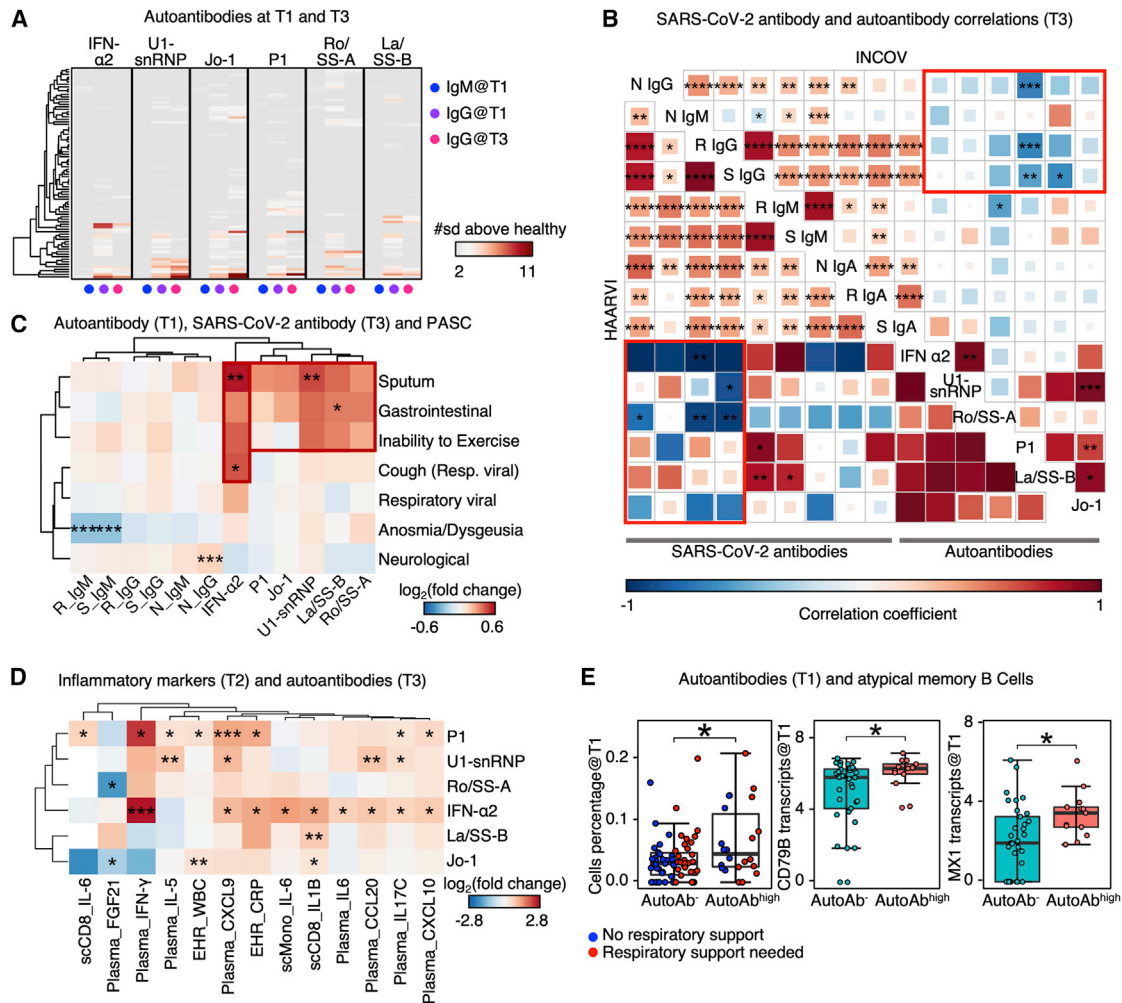 A
Autoantibodies at T1 and T3
IFN-
α2
U1-
snRNP
Jo-1
P1
Ro/
SS-A
La/
SS-B
IgM@T1
IgG@T1
IgG@T3
#sd above healthy
2
11
B
SARS-CoV-2 antibody and autoantibody correlations (T3)
INCOV
HAARVI
N IgG
N IgM
R IgG
S IgG
R IgM
S IgM
N IgA
R IgA
S IgA
IFN α2
U1-
snRNP
Ro/SS-A
P1
La/SS-B
Jo-1
SARS-CoV-2 antibodies
Autoantibodies
-1
1
Correlation coefficient
C
Autoantibody (T1), SARS-CoV-2 antibody (T3) and PASC
Sputum
Gastrointestinal
Inability to Exercise
Cough (Resp. viral)
Respiratory viral
Anosmia/Dysgeusia
Neurological
R_IgM
S_IgM
R_IgG
S_IgG
N_IgM
N_IgG
IFN-α2
P1
Jo-1
U1-snRNP
La/SS-B
Ro/SS-A
log₂(fold change)
-0.6
0.6
D
Inflammatory markers (T2) and autoantibodies (T3)
P1
U1-snRNP
Ro/SS-A
IFN-α2
La/SS-B
Jo-1
scCD8_IL-6
Plasma_FGF21
Plasma_IFN-γ
Plasma_IL-5
EHR_WBC
Plasma_CXCL9
EHR_CRP
scMono_IL-6
scCD8_IL1B
Plasma_IL6
Plasma_CCL20
Plasma_IL17C
Plasma_CXCL10
log₂(fold change)
-2.8
2.8
E
Autoantibodies (T1) and atypical memory B Cells
Cells percentage@T1
0.2
0.1
0.0
AutoAb⁻
AutoAbʰⁱᵍʰ
CD79B transcripts@T1
8
4
0
AutoAb⁻
AutoAbʰⁱᵍʰ
MX1 transcripts@T1
8
4
0
AutoAb⁻
AutoAbʰⁱᵍʰ
No respiratory support
Respiratory support needed